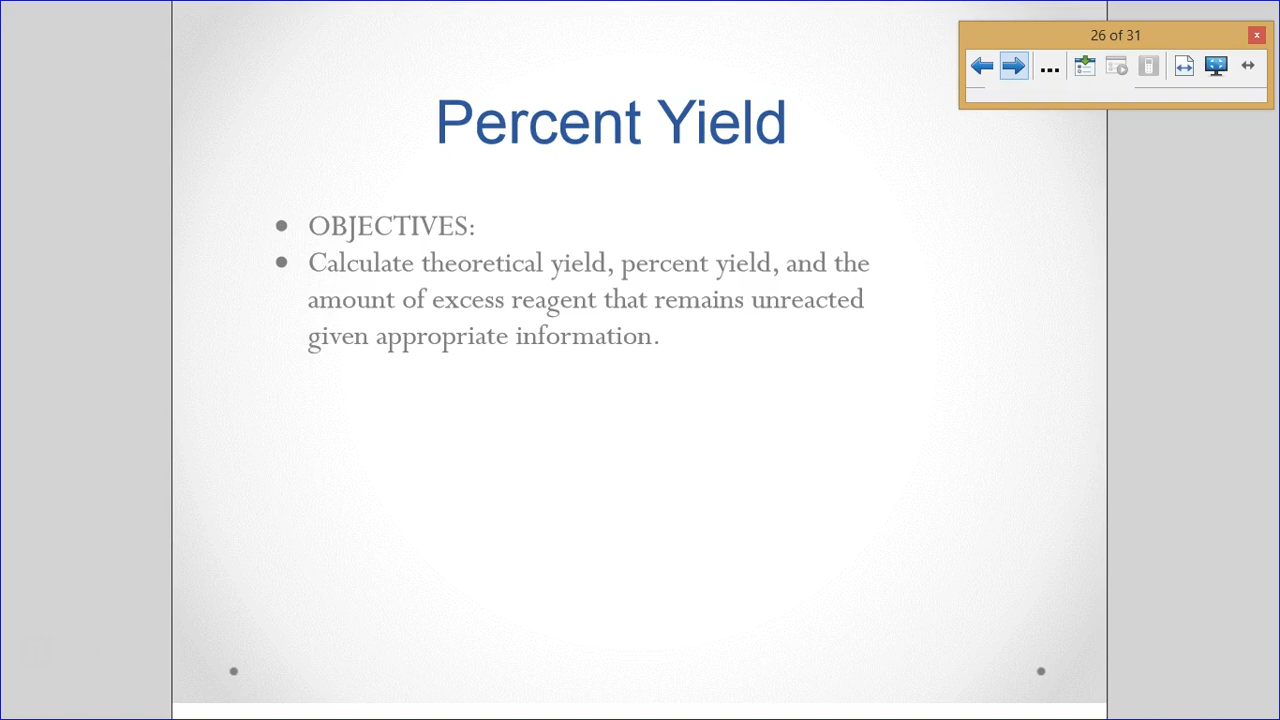 26 of 31
Percent Yield
OBJECTIVES:
Calculate theoretical yield, percent yield, and the
amount of excess reagent that remains unreacted
given appropriate information.